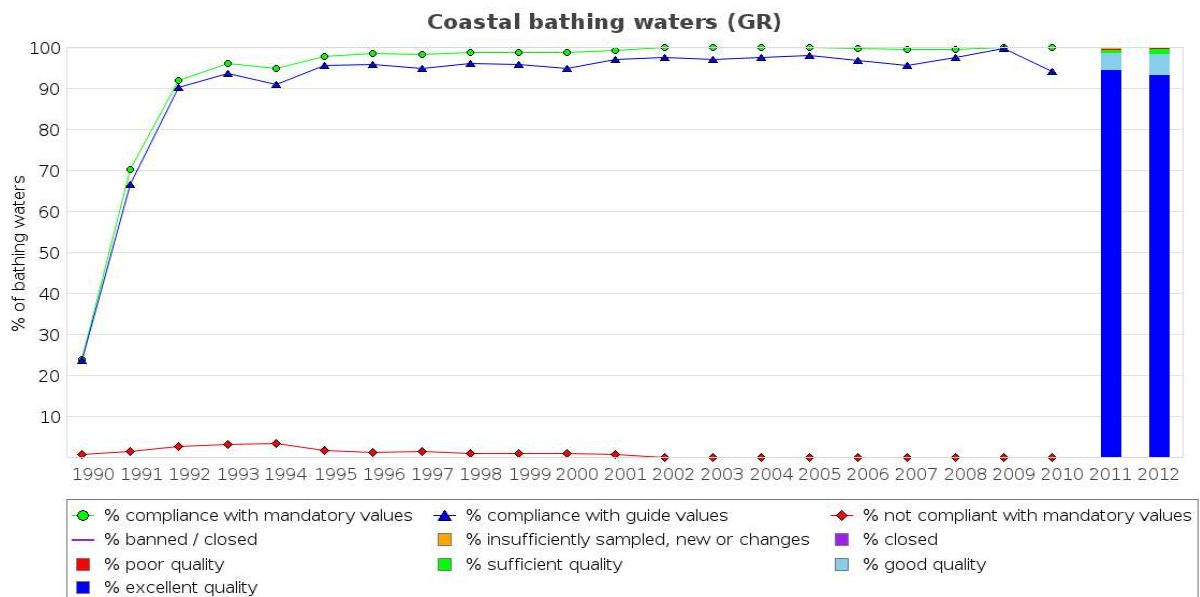 Coastal bathing waters (GR)
% of bathing waters
100
90
80
70
60
50
40
30
20
10
1990 1991 1992 1993 1994 1995 1996 1997 1998 1999 2000 2001 2002 2003 2004 2005 2006 2007 2008 2009 2010 2011 2012
% compliance with mandatory values % compliance with guide values % not compliant with mandatory values
% banned / closed % insufficiently sampled, new or changes % closed
% poor quality % sufficient quality % good quality
% excellent quality